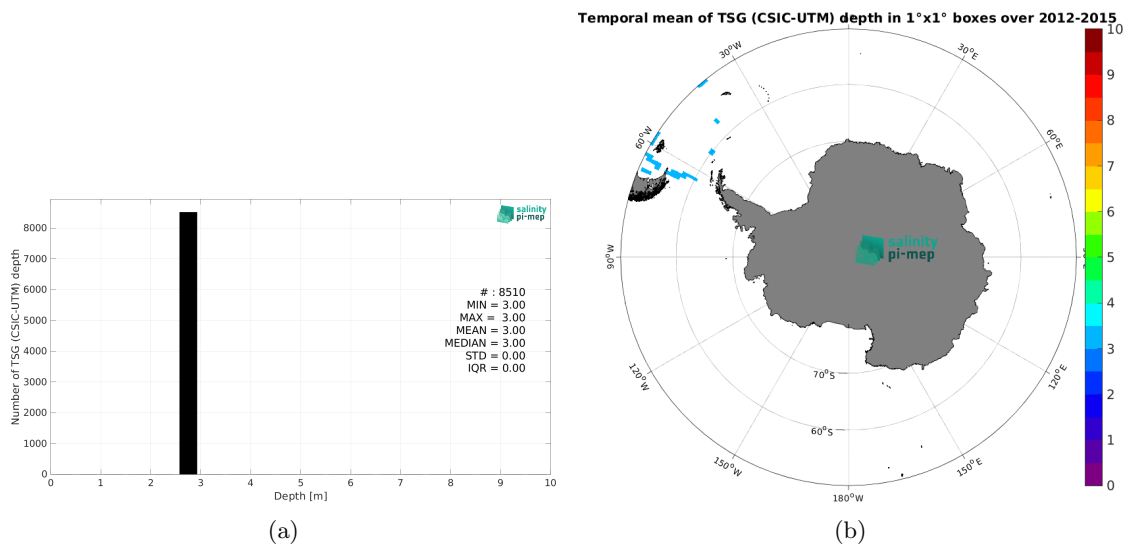 Temporal mean of TSG (CSIC-UTM) depth in 1°x1° boxes over 2012-2015
Number of TSG (CSIC-UTM) depth
8000
7000
6000
5000
4000
3000
2000
1000
0
0 1 2 3 4 5 6 7 8 9 10
Depth [m]
salinity
pi-mep
# : 8510
MIN = 3.00
MAX = 3.00
MEAN = 3.00
MEDIAN = 3.00
STD = 0.00
IQR = 0.00
(a)
30°W
30°E
60°W
60°E
90°W
120°W
120°E
150°W
150°E
180°W
70°S
60°S
salinity
pi-mep
10
9
8
7
6
5
4
3
2
1
0
(b)